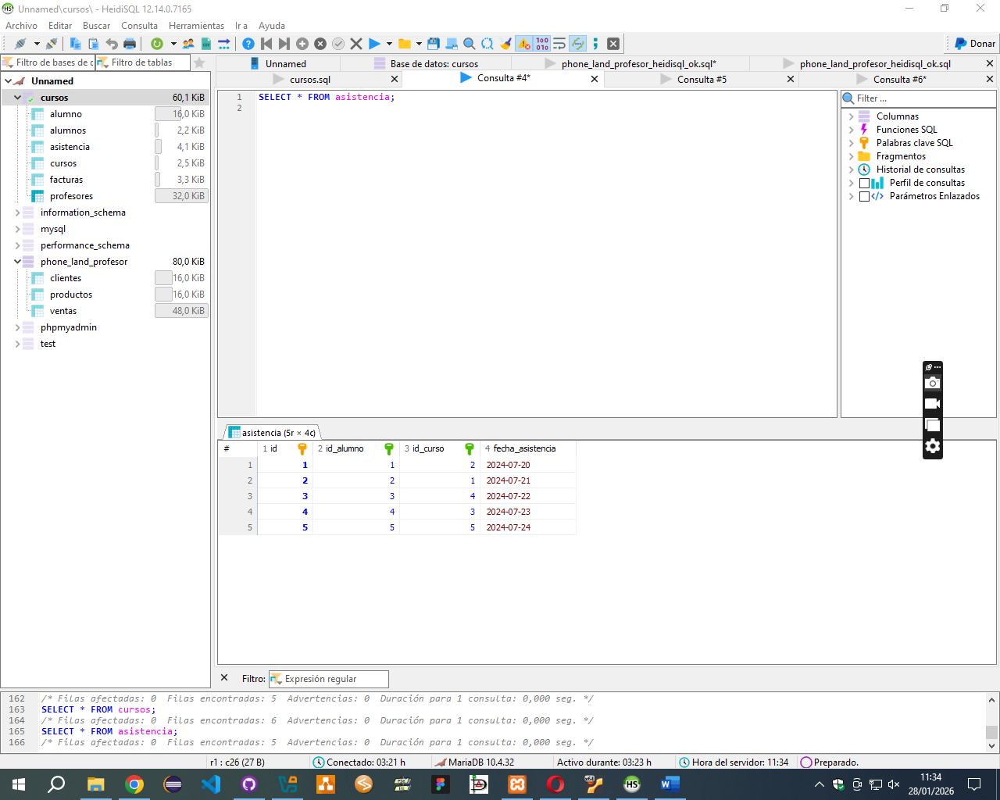 Unnamed\cursos\ - HeidiSQL 12.14.0.7165
Archivo Editar Buscar Consulta Herramientas Ir a Ayuda
Donar
Filtro de bases de c Filtro de tablas
Unnamed
cursos 60,1 KiB
alumno 16,0 KiB
alumnos 2,2 KiB
asistencia 4,1 KiB
cursos 2,5 KiB
facturas 3,3 KiB
profesores 32,0 KiB
information_schema
mysql
performance_schema
phone_land_profesor 80,0 KiB
clientes 16,0 KiB
productos 16,0 KiB
ventas 48,0 KiB
phpmyadmin
test
Unnamed Base de datos: cursos phone_land_profesor_heidisql_ok.sql* phone_land_profesor_heidisql_ok.sql
cursos.sql Consulta #4* Consulta #5 Consulta #6*
1 SELECT * FROM asistencia;
2
Filter ...
Columnas
Funciones SQL
Palabras clave SQL
Fragmentos
Historial de consultas
Perfil de consultas
Parámetros Enlazados
asistencia (5r × 4c)
# 1 id 2 id_alumno 3 id_curso 4 fecha_asistencia
1 1 1 2 2024-07-20
2 2 2 1 2024-07-21
3 3 3 4 2024-07-22
4 4 4 3 2024-07-23
5 5 5 5 2024-07-24
Filtro: Expresión regular
162 /* Filas afectadas: 0 Filas encontradas: 5 Advertencias: 0 Duración para 1 consulta: 0,000 seg. */
163 SELECT * FROM cursos;
164 /* Filas afectadas: 0 Filas encontradas: 6 Advertencias: 0 Duración para 1 consulta: 0,000 seg. */
165 SELECT * FROM asistencia;
166 /* Filas afectadas: 0 Filas encontradas: 5 Advertencias: 0 Duración para 1 consulta: 0,000 seg. */
r1 : c26 (27 B) Conectado: 03:21 h MariaDB 10.4.32 Activo durante: 03:23 h Hora del servidor: 11:34 Preparado.
11:34
28/01/2026